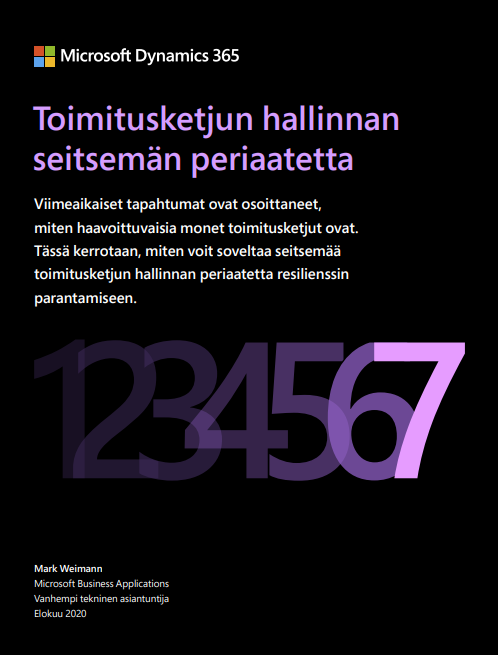 Microsoft Dynamics 365
Toimitusketjun hallinnan
seitsemän periaatetta
Viimeaikaiset tapahtumat ovat osoittaneet,
miten haavoittuvaisia monet toimitusketjut ovat.
Tässä kerrotaan, miten voit soveltaa seitsemää
toimitusketjun hallinnan periaatetta resilienssin
parantamiseen.
1234567
Mark Weimann
Microsoft Business Applications
Vanhempi tekninen asiantuntija
Elokuu 2020